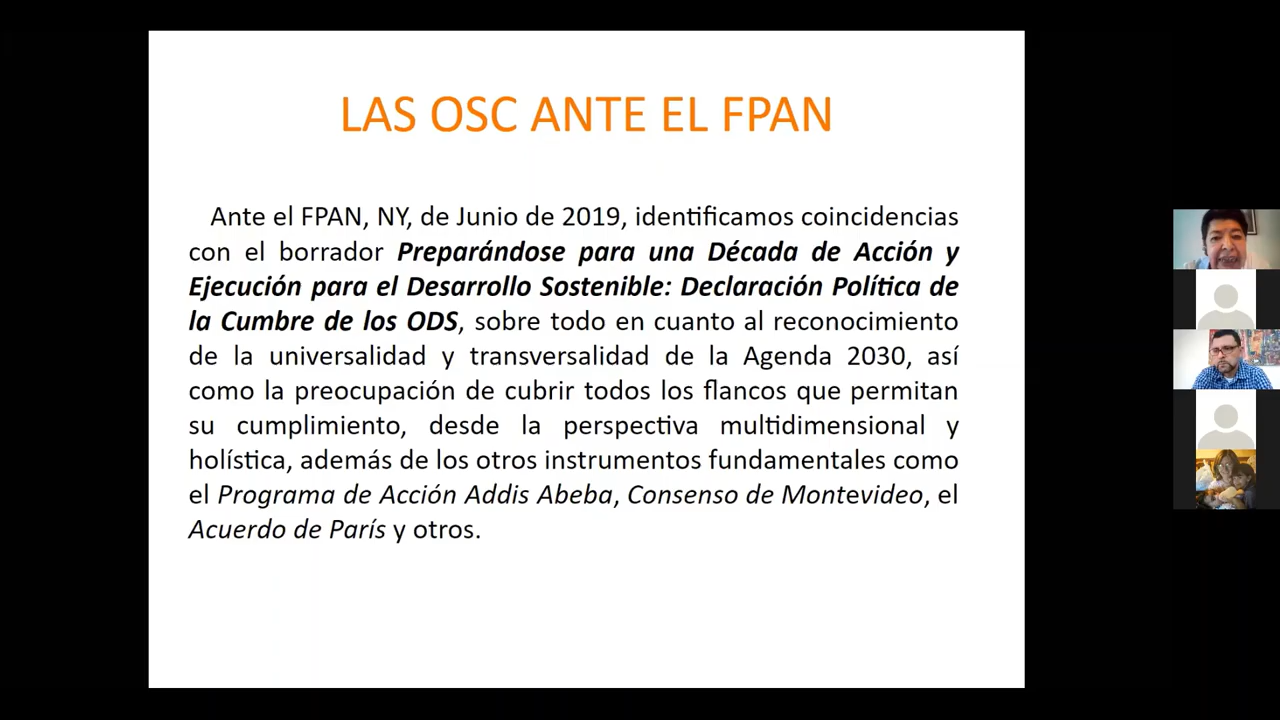 LAS OSC ANTE EL FPAN
Ante el FPAN, NY, de Junio de 2019, identificamos coincidencias
con el borrador Preparándose para una Década de Acción y
Ejecución para el Desarrollo Sostenible: Declaración Política de
la Cumbre de los ODS, sobre todo en cuanto al reconocimiento
de la universalidad y transversalidad de la Agenda 2030, así
como la preocupación de cubrir todos los flancos que permitan
su cumplimiento, desde la perspectiva multidimensional y
holística, además de los otros instrumentos fundamentales como
el Programa de Acción Addis Abeba, Consenso de Montevideo, el
Acuerdo de París y otros.